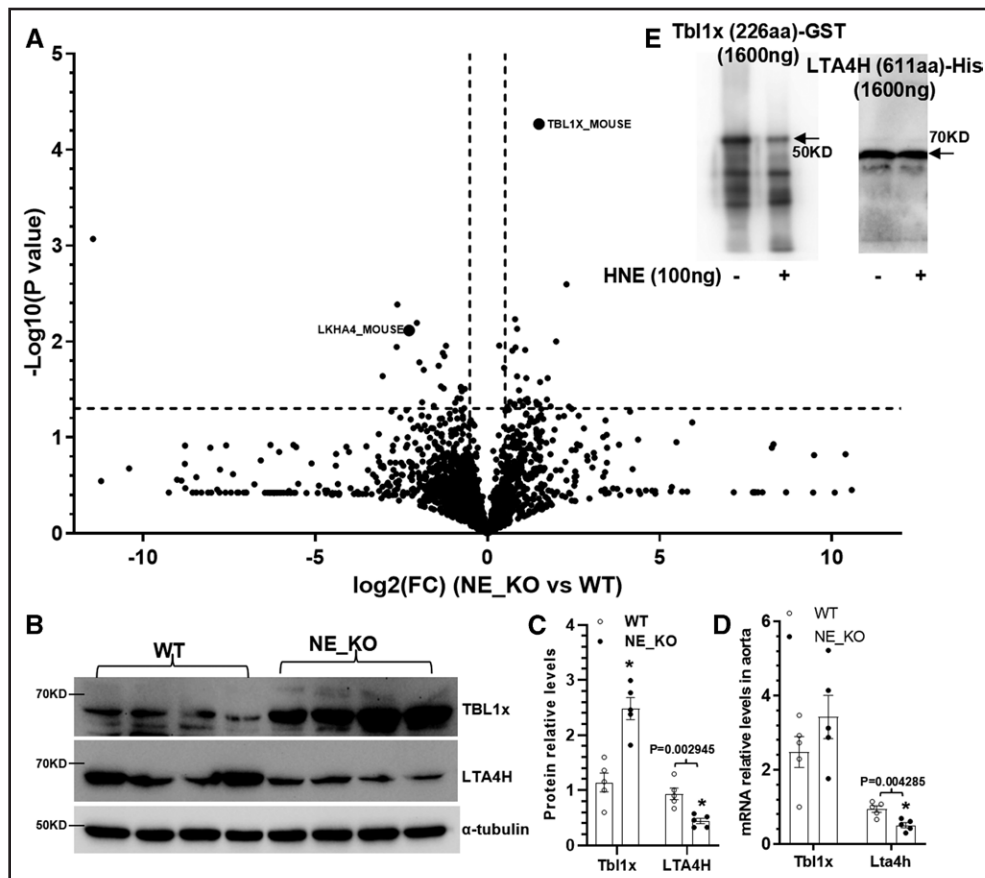 A
5
4
3
2
1
0
-Log10(P value)
TBL1X_MOUSE
LKHA4_MOUSE
-10
-5
0
5
10
log2(FC) (NE_KO vs WT)
E
Tbl1x (226aa)-GST
(1600ng)
LTA4H (611aa)-His
(1600ng)
50KD
70KD
HNE (100ng)
-
+
-
+
B
WT
NE_KO
70KD
TBL1x
70KD
LTA4H
50KD
α-tubulin
C
WT
NE_KO
4
3
2
1
0
Protein relative levels
*
P=0.002945
*
Tbl1x
LTA4H
D
WT
NE_KO
6
4
2
0
mRNA relative levels in aorta
P=0.004285
*
Tbl1x
Lta4h